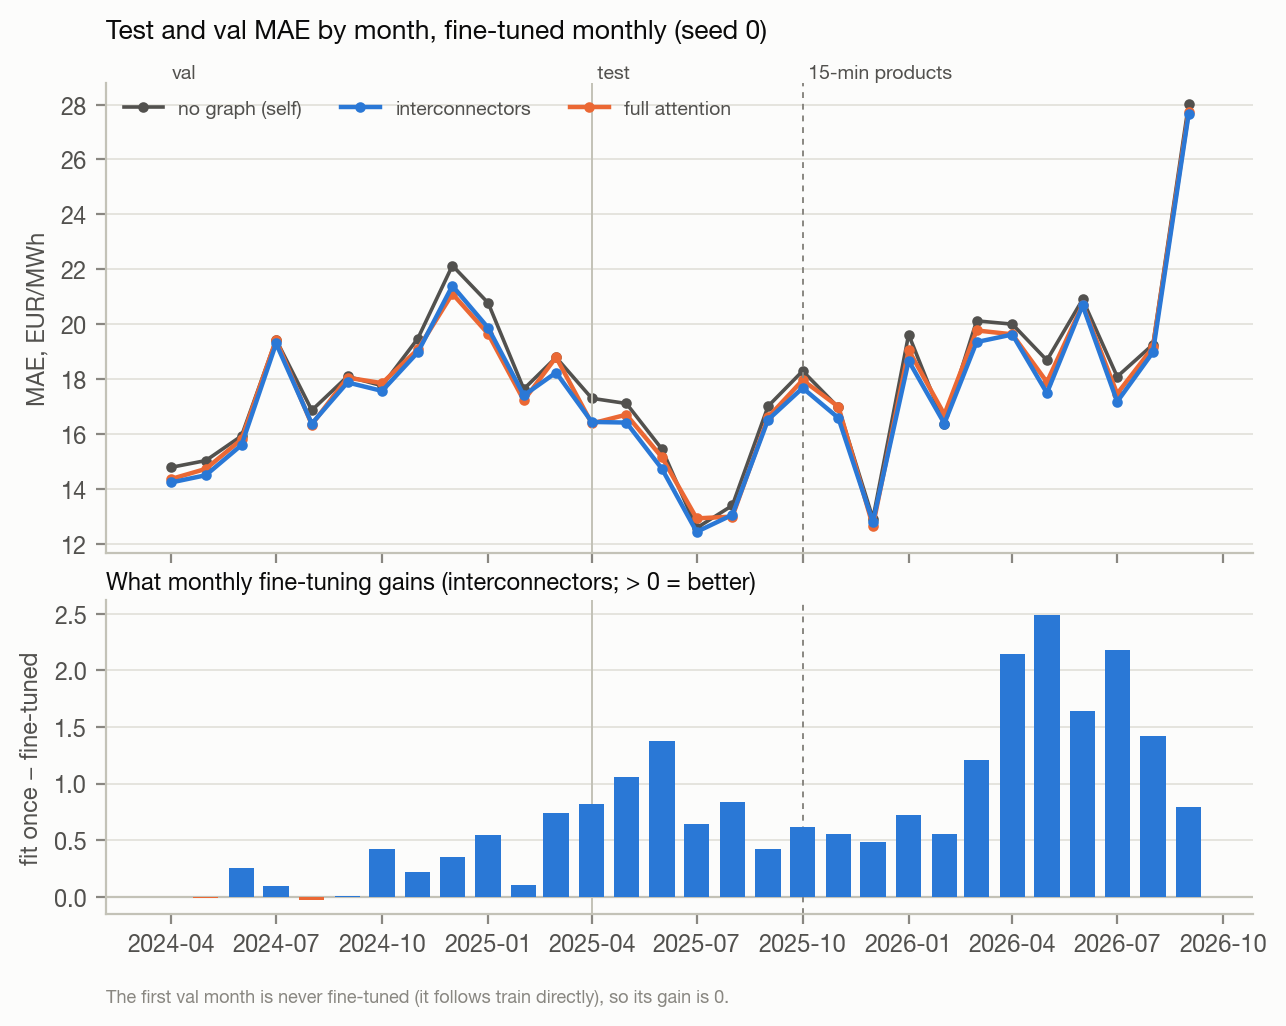 Test and val MAE by month, fine-tuned monthly (seed 0)
val
test
15-min products
no graph (self)
interconnectors
full attention
MAE, EUR/MWh
28
26
24
22
20
18
16
14
12
What monthly fine-tuning gains (interconnectors; > 0 = better)
fit once – fine-tuned
2.5
2.0
1.5
1.0
0.5
0.0
2024-04 2024-07 2024-10 2025-01 2025-04 2025-07 2025-10 2026-01 2026-04 2026-07 2026-10
The first val month is never fine-tuned (it follows train directly), so its gain is 0.